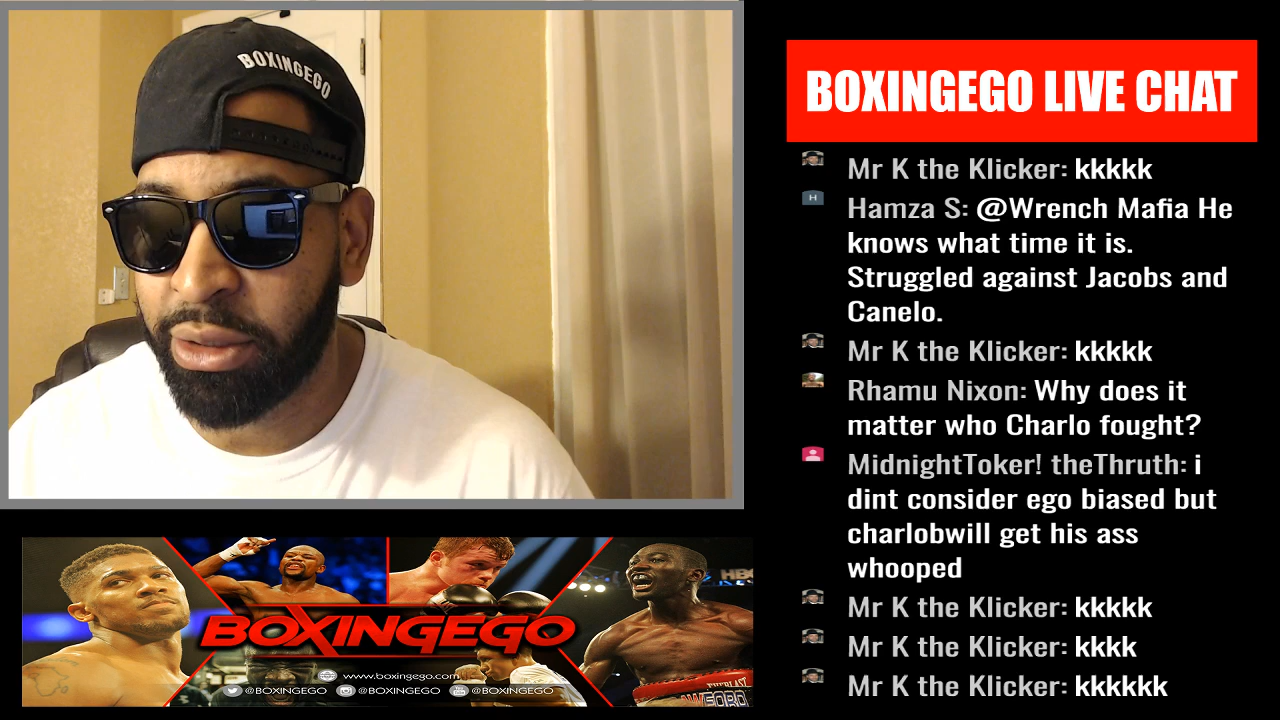 BOXINGEGO
BOXINGEGO LIVE CHAT
Mr K the Klicker: kkkkk
Hamza S: @Wrench Mafia He
knows what time it is.
Struggled against Jacobs and
Canelo.
Mr K the Klicker: kkkkk
Rhamu Nixon: Why does it
matter who Charlo fought?
MidnightToker! theThruth: i
dint consider ego biased but
charlobwill get his ass
whooped
Mr K the Klicker: kkkkk
Mr K the Klicker: kkkk
Mr K the Klicker: kkkkkk
H
HBO
BOXINGEGO
www.boxingego.com
@BOXINGEGO @BOXINGEGO @BOXINGEGO
EVERLAST